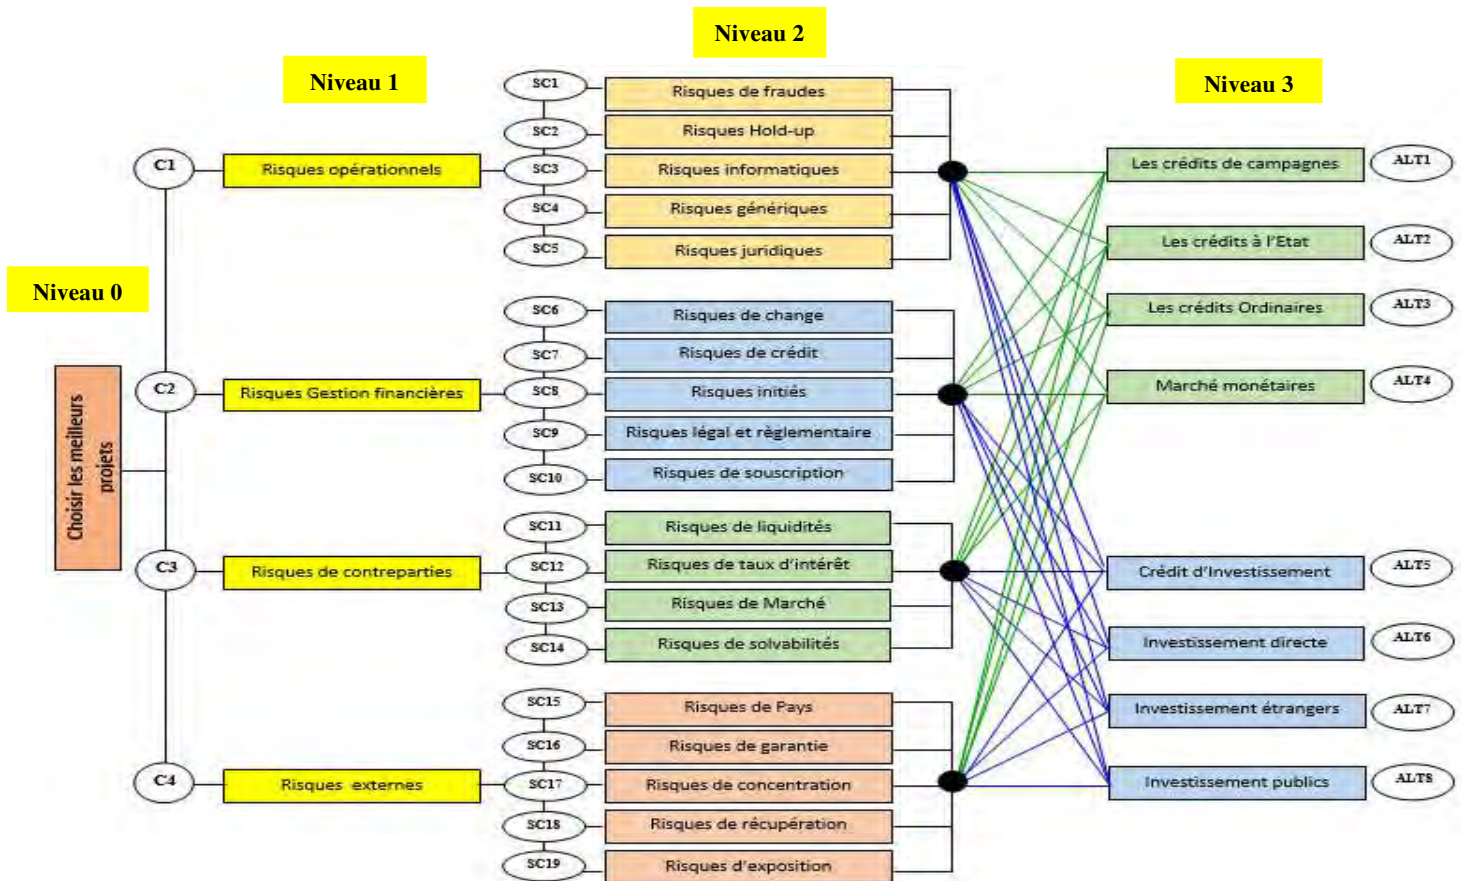 Niveau 2
Niveau 1
Niveau 3
Niveau 0
Choisir les meilleurs
projets
C1
Risques opérationnels
C2
Risques Gestion financières
C3
Risques de contreparties
C4
Risques externes
SC1
Risques de fraudes
SC2
Risques Hold-up
SC3
Risques informatiques
SC4
Risques génériques
SC5
Risques juridiques
SC6
Risques de change
SC7
Risques de crédit
SC8
Risques initiés
SC9
Risques légal et règlementaire
SC10
Risques de souscription
SC11
Risques de liquidités
SC12
Risques de taux d'intérêt
SC13
Risques de Marché
SC14
Risques de solvabilités
SC15
Risques de Pays
SC16
Risques de garantie
SC17
Risques de concentration
SC18
Risques de récupération
SC19
Risques d'exposition
Les crédits de campagnes
ALT1
Les crédits à l'Etat
ALT2
Les crédits Ordinaires
ALT3
Marché monétaires
ALT4
Crédit d'Investissement
ALT5
Investissement directe
ALT6
Investissement étrangers
ALT7
Investissement publics
ALT8